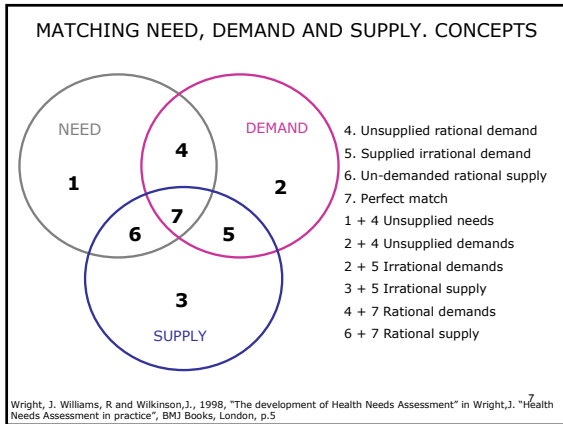 MATCHING NEED, DEMAND AND SUPPLY. CONCEPTS
NEED
DEMAND
4
1
2
7
6
5
3
SUPPLY
4. Unsupplied rational demand
5. Supplied irrational demand
6. Un-demanded rational supply
7. Perfect match
1 + 4 Unsupplied needs
2 + 4 Unsupplied demands
2 + 5 Irrational demands
3 + 5 Irrational supply
4 + 7 Rational demands
6 + 7 Rational supply
Wright, J. Williams, R and Wilkinson,J., 1998, "The development of Health Needs Assessment" in Wright,J. "Health
Needs Assessment in practice", BMJ Books, London, p.5
7